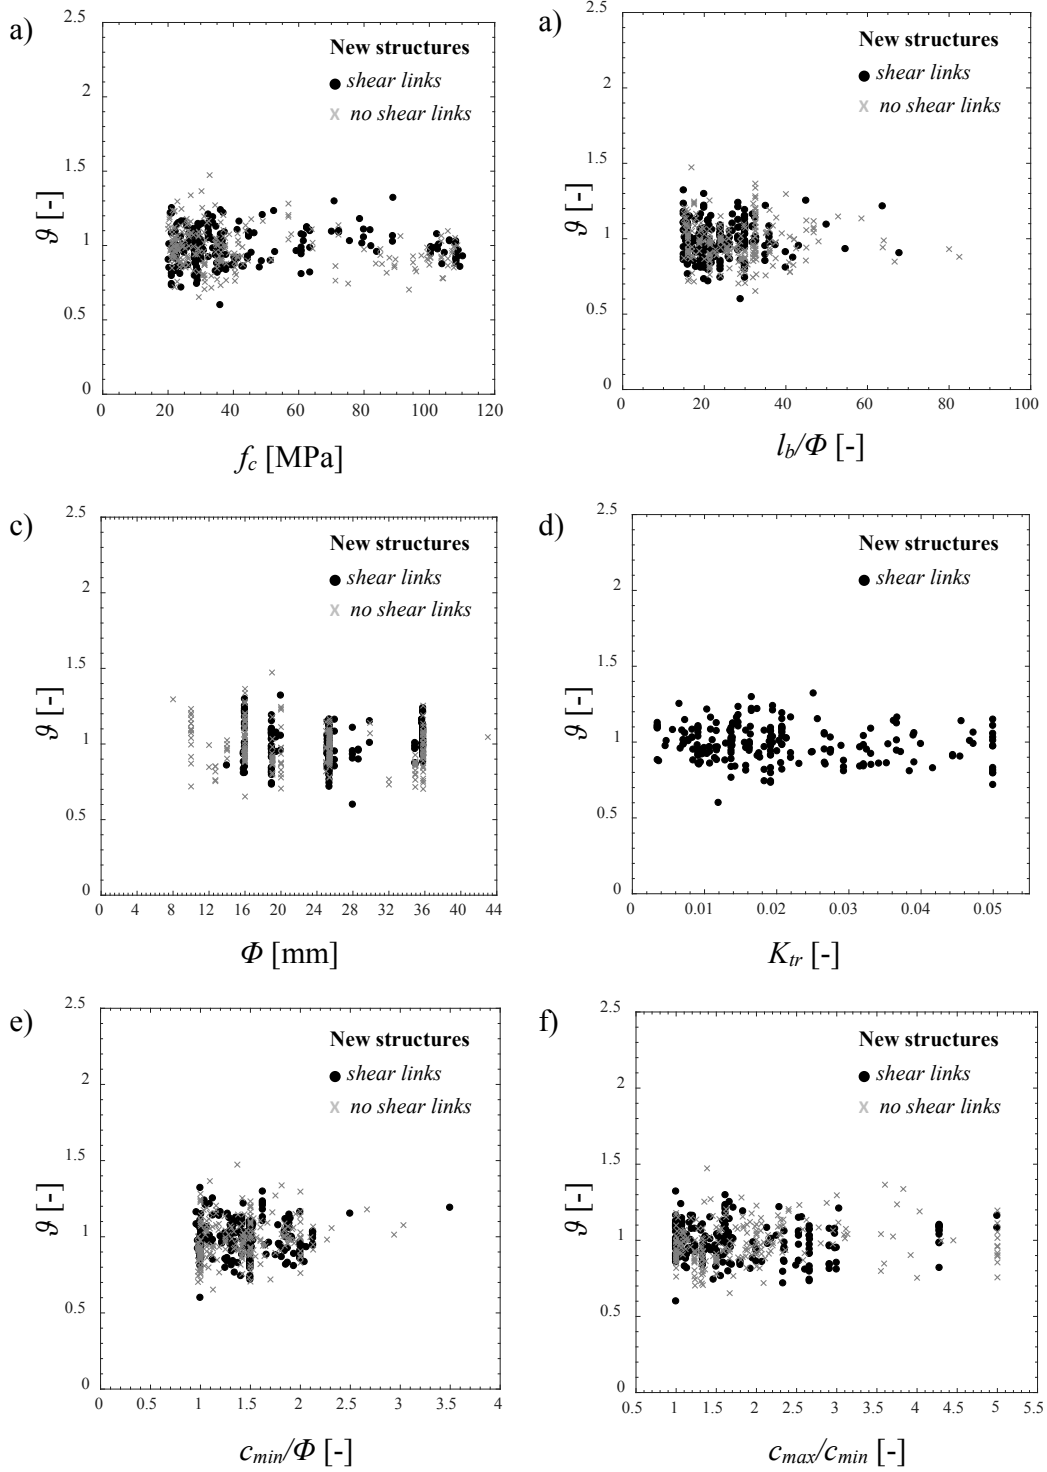 a)
2.5
2
1.5
1
0.5
0
ϑ [-]
New structures
shear links
x no shear links
0 20 40 60 80 100 120
f_c [MPa]
a)
2.5
2
1.5
1
0.5
0
ϑ [-]
New structures
shear links
x no shear links
0 20 40 60 80 100
l_b/Φ [-]
c)
2.5
2
1.5
1
0.5
0
ϑ [-]
New structures
shear links
x no shear links
0 4 8 12 16 20 24 28 32 36 40 44
Φ [mm]
d)
2.5
2
1.5
1
0.5
0
ϑ [-]
New structures
shear links
0 0.01 0.02 0.03 0.04 0.05
K_tr [-]
e)
2.5
2
1.5
1
0.5
0
ϑ [-]
New structures
shear links
x no shear links
0 0.5 1 1.5 2 2.5 3 3.5 4
c_min/Φ [-]
f)
2.5
2
1.5
1
0.5
0
ϑ [-]
New structures
shear links
x no shear links
0.5 1 1.5 2 2.5 3 3.5 4 4.5 5 5.5
c_max/c_min [-]